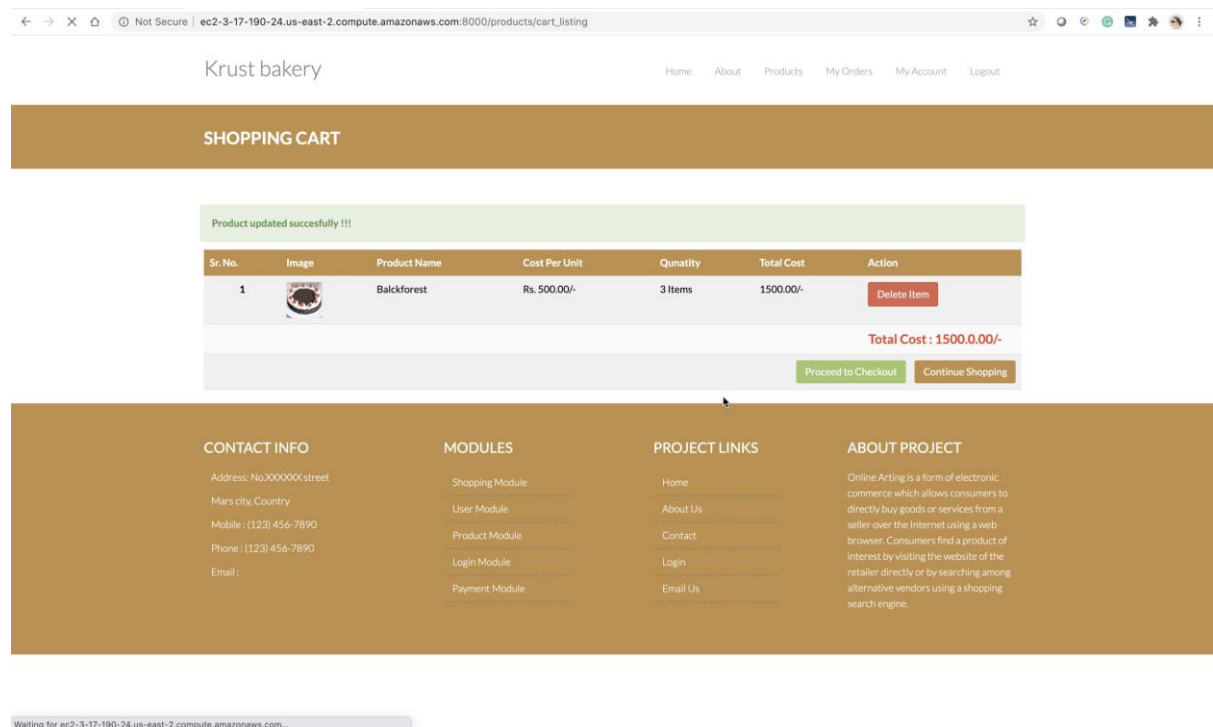 Not Secure | ec2-3-17-190-24.us-east-2.compute.amazonaws.com:8000/products/cart_listing
Krust bakery
Home About Products My Orders My Account Logout
SHOPPING CART
Product updated succesfully !!!
Sr. No. Image Product Name Cost Per Unit Qunatity Total Cost Action
1 Balckforest Rs. 500.00/- 3 Items 1500.00/- Delete Item
Total Cost : 1500.0.00/-
Proceed to Checkout Continue Shopping
CONTACT INFO
Address: No.XXXXXX street
Mars city, Country
Mobile : (123) 456-7890
Phone : (123) 456-7890
Email :
MODULES
Shopping Module
User Module
Product Module
Login Module
Payment Module
PROJECT LINKS
Home
About Us
Contact
Login
Email Us
ABOUT PROJECT
Online Arting is a form of electronic
commerce which allows consumers to
directly buy goods or services from a
seller over the Internet using a web
browser. Consumers find a product of
interest by visiting the website of the
retailer directly or by searching among
alternative vendors using a shopping
search engine.
Waiting for ec2-3-17-190-24.us-east-2.compute.amazonaws.com...